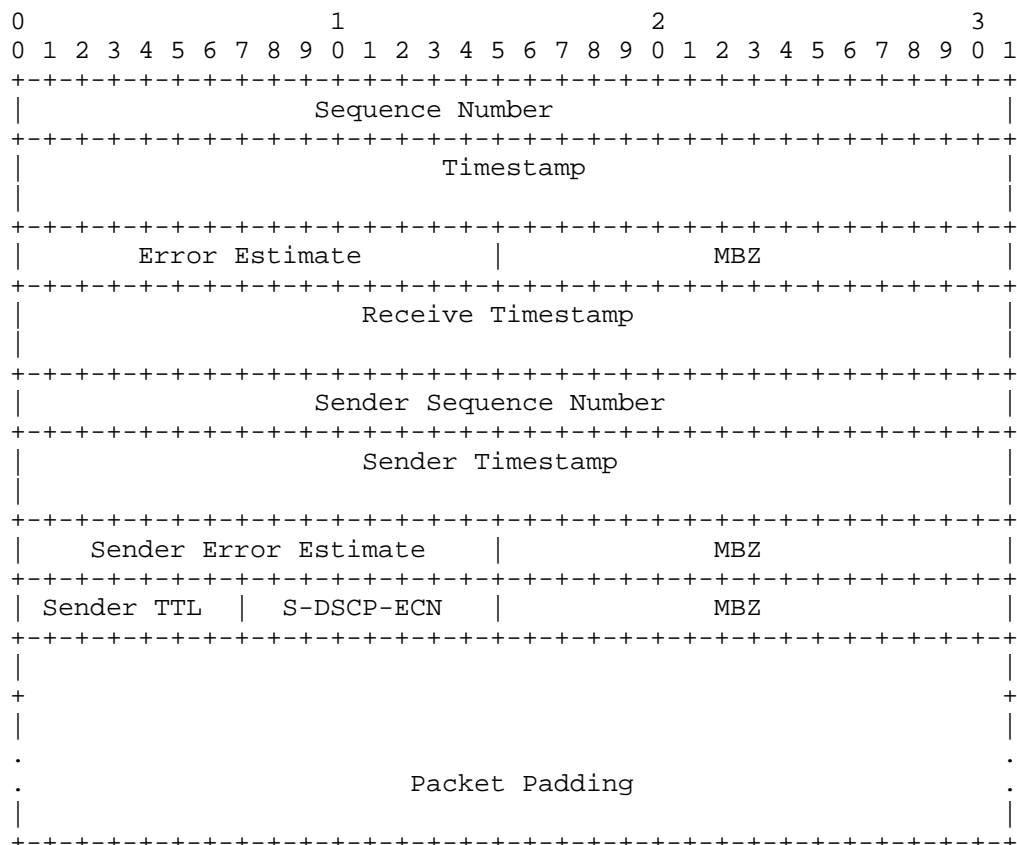 0                   1                   2                   3
0 1 2 3 4 5 6 7 8 9 0 1 2 3 4 5 6 7 8 9 0 1 2 3 4 5 6 7 8 9 0 1
+-+-+-+-+-+-+-+-+-+-+-+-+-+-+-+-+-+-+-+-+-+-+-+-+-+-+-+-+-+-+-+
|                  Sequence Number                            |
+-+-+-+-+-+-+-+-+-+-+-+-+-+-+-+-+-+-+-+-+-+-+-+-+-+-+-+-+-+-+-+
|                          Timestamp                          |
|                                                             |
+-+-+-+-+-+-+-+-+-+-+-+-+-+-+-+-+-+-+-+-+-+-+-+-+-+-+-+-+-+-+-+
|       Error Estimate        |             MBZ               |
+-+-+-+-+-+-+-+-+-+-+-+-+-+-+-+-+-+-+-+-+-+-+-+-+-+-+-+-+-+-+-+
|                     Receive Timestamp                       |
|                                                             |
+-+-+-+-+-+-+-+-+-+-+-+-+-+-+-+-+-+-+-+-+-+-+-+-+-+-+-+-+-+-+-+
|                  Sender Sequence Number                     |
+-+-+-+-+-+-+-+-+-+-+-+-+-+-+-+-+-+-+-+-+-+-+-+-+-+-+-+-+-+-+-+
|                     Sender Timestamp                        |
|                                                             |
+-+-+-+-+-+-+-+-+-+-+-+-+-+-+-+-+-+-+-+-+-+-+-+-+-+-+-+-+-+-+-+
|    Sender Error Estimate    |             MBZ               |
+-+-+-+-+-+-+-+-+-+-+-+-+-+-+-+-+-+-+-+-+-+-+-+-+-+-+-+-+-+-+-+
| Sender TTL  |  S-DSCP-ECN   |             MBZ               |
+-+-+-+-+-+-+-+-+-+-+-+-+-+-+-+-+-+-+-+-+-+-+-+-+-+-+-+-+-+-+-+
|                                                             |
+                                                             +
|                                                             |
.                                                             .
.                        Packet Padding                       .
|                                                             |
+-+-+-+-+-+-+-+-+-+-+-+-+-+-+-+-+-+-+-+-+-+-+-+-+-+-+-+-+-+-+-+